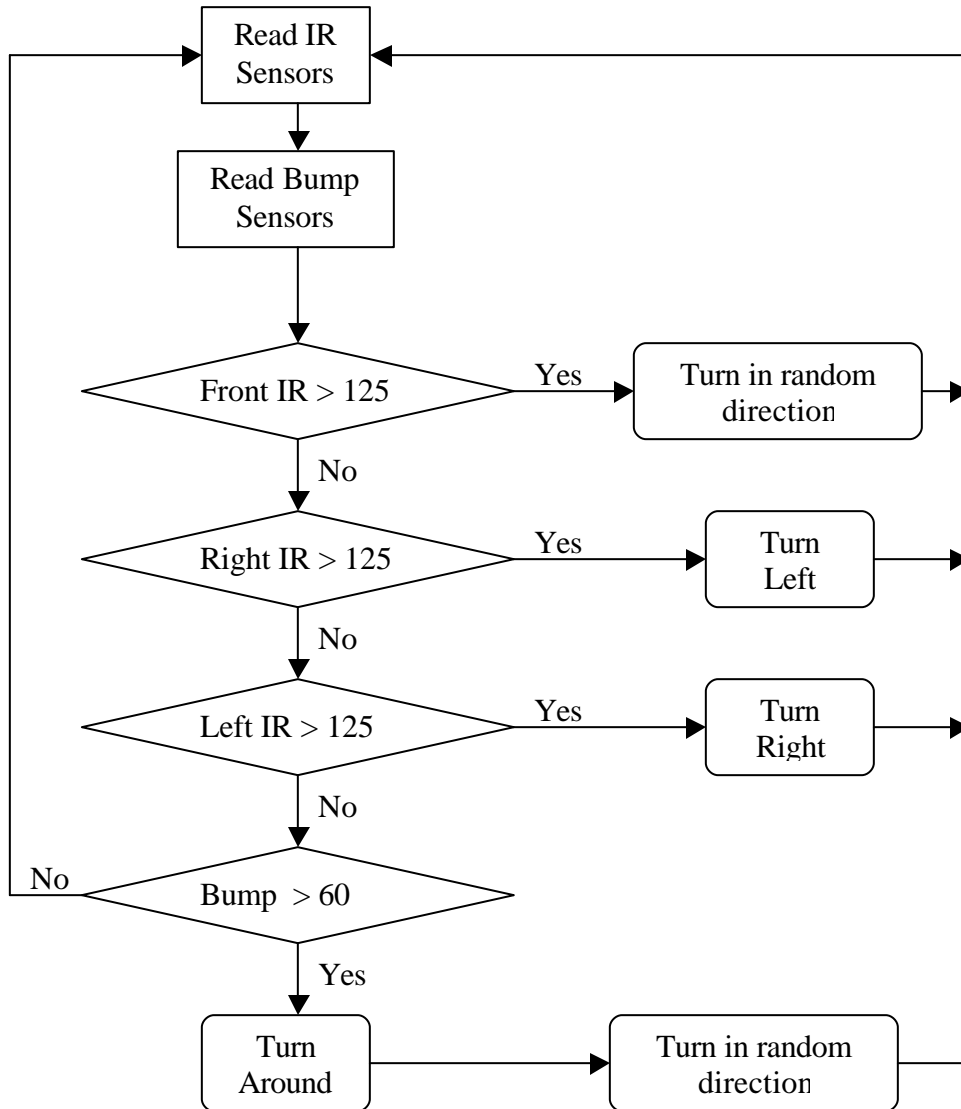 Read IR
Sensors
Read Bump
Sensors
Front IR > 125
Yes
Turn in random
direction
No
Right IR > 125
Yes
Turn
Left
No
Left IR > 125
Yes
Turn
Right
No
No
Bump > 60
Yes
Turn
Around
Turn in random
direction